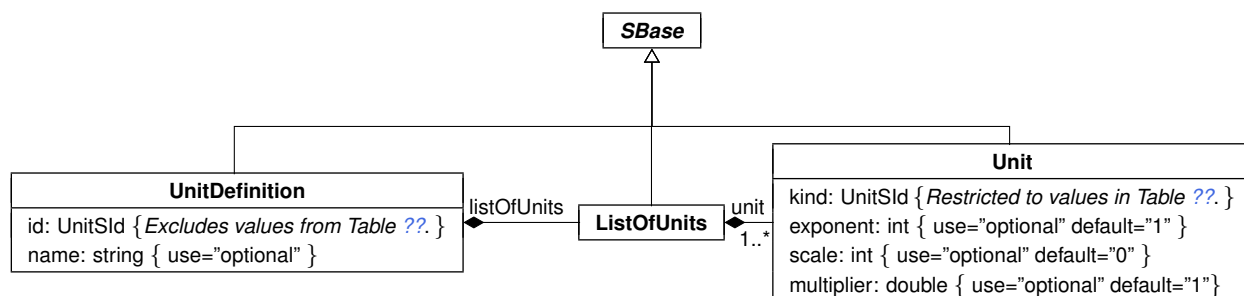 SBase
UnitDefinition
id: UnitSId { Excludes values from Table ??. }
name: string { use="optional" }
listOfUnits
ListOfUnits
unit
1..*
Unit
kind: UnitSId { Restricted to values in Table ??. }
exponent: int { use="optional" default="1" }
scale: int { use="optional" default="0" }
multiplier: double { use="optional" default="1"}